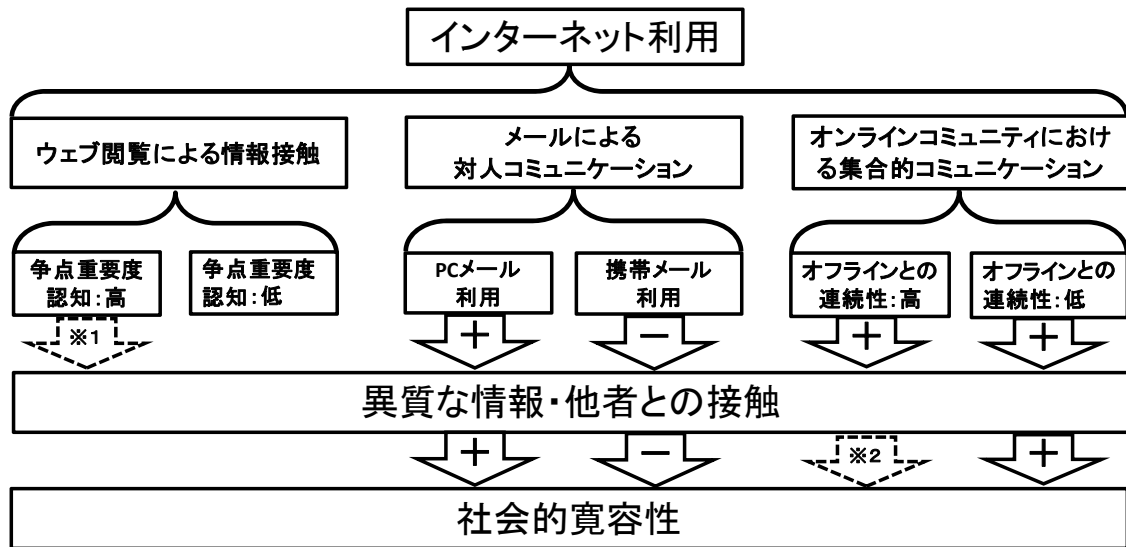 インターネット利用
ウェブ閲覧による情報接触
メールによる
対人コミュニケーション
オンラインコミュニティにおけ
る集合的コミュニケーション
争点重要度
認知:高
争点重要度
認知:低
PCメール
利用
携帯メール
利用
オフラインとの
連続性:高
オフラインとの
連続性:低
※1
+
−
+
+
異質な情報・他者との接触
+
−
※2
+
社会的寛容性